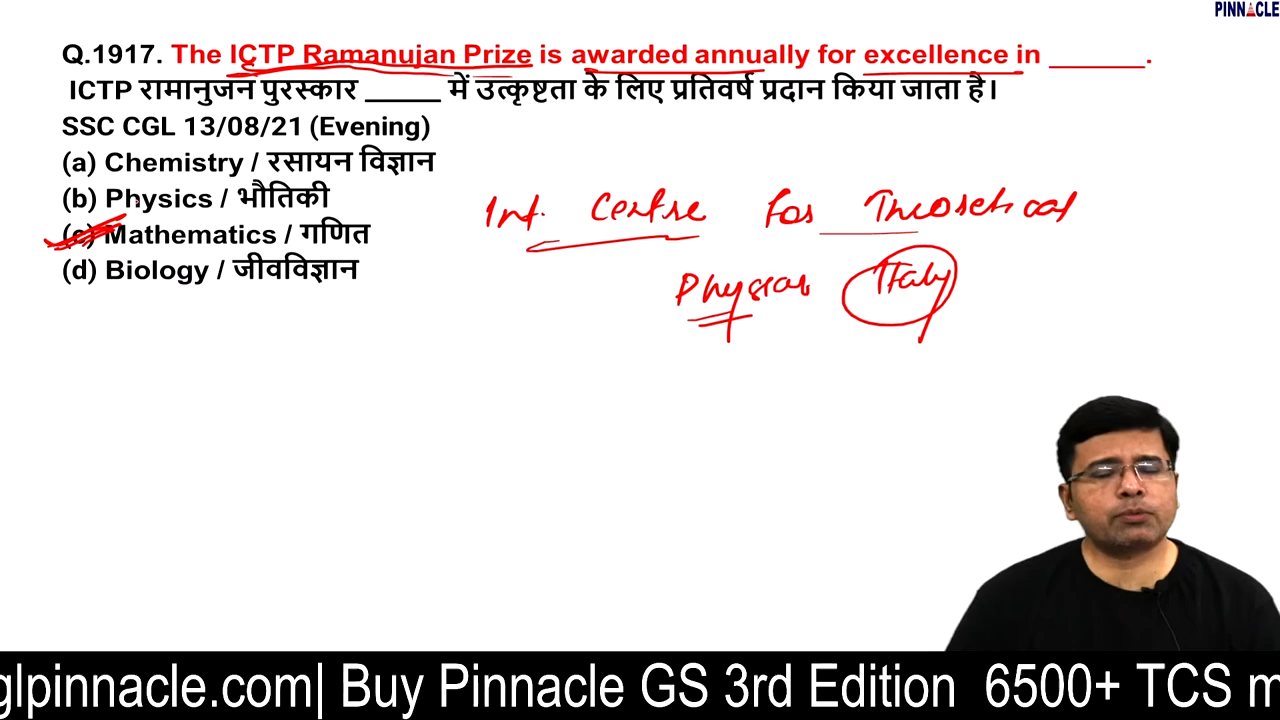 PINNACLE
Q.1917. The ICTP Ramanujan Prize is awarded annually for excellence in ______.
ICTP रामानुजन पुरस्कार _____ में उत्कृष्टता के लिए प्रतिवर्ष प्रदान किया जाता है।
SSC CGL 13/08/21 (Evening)
(a) Chemistry / रसायन विज्ञान
(b) Physics / भौतिकी
(c) Mathematics / गणित
(d) Biology / जीवविज्ञान
Int. Centre for Theoretical
Physics Italy
glpinnacle.com| Buy Pinnacle GS 3rd Edition 6500+ TCS m